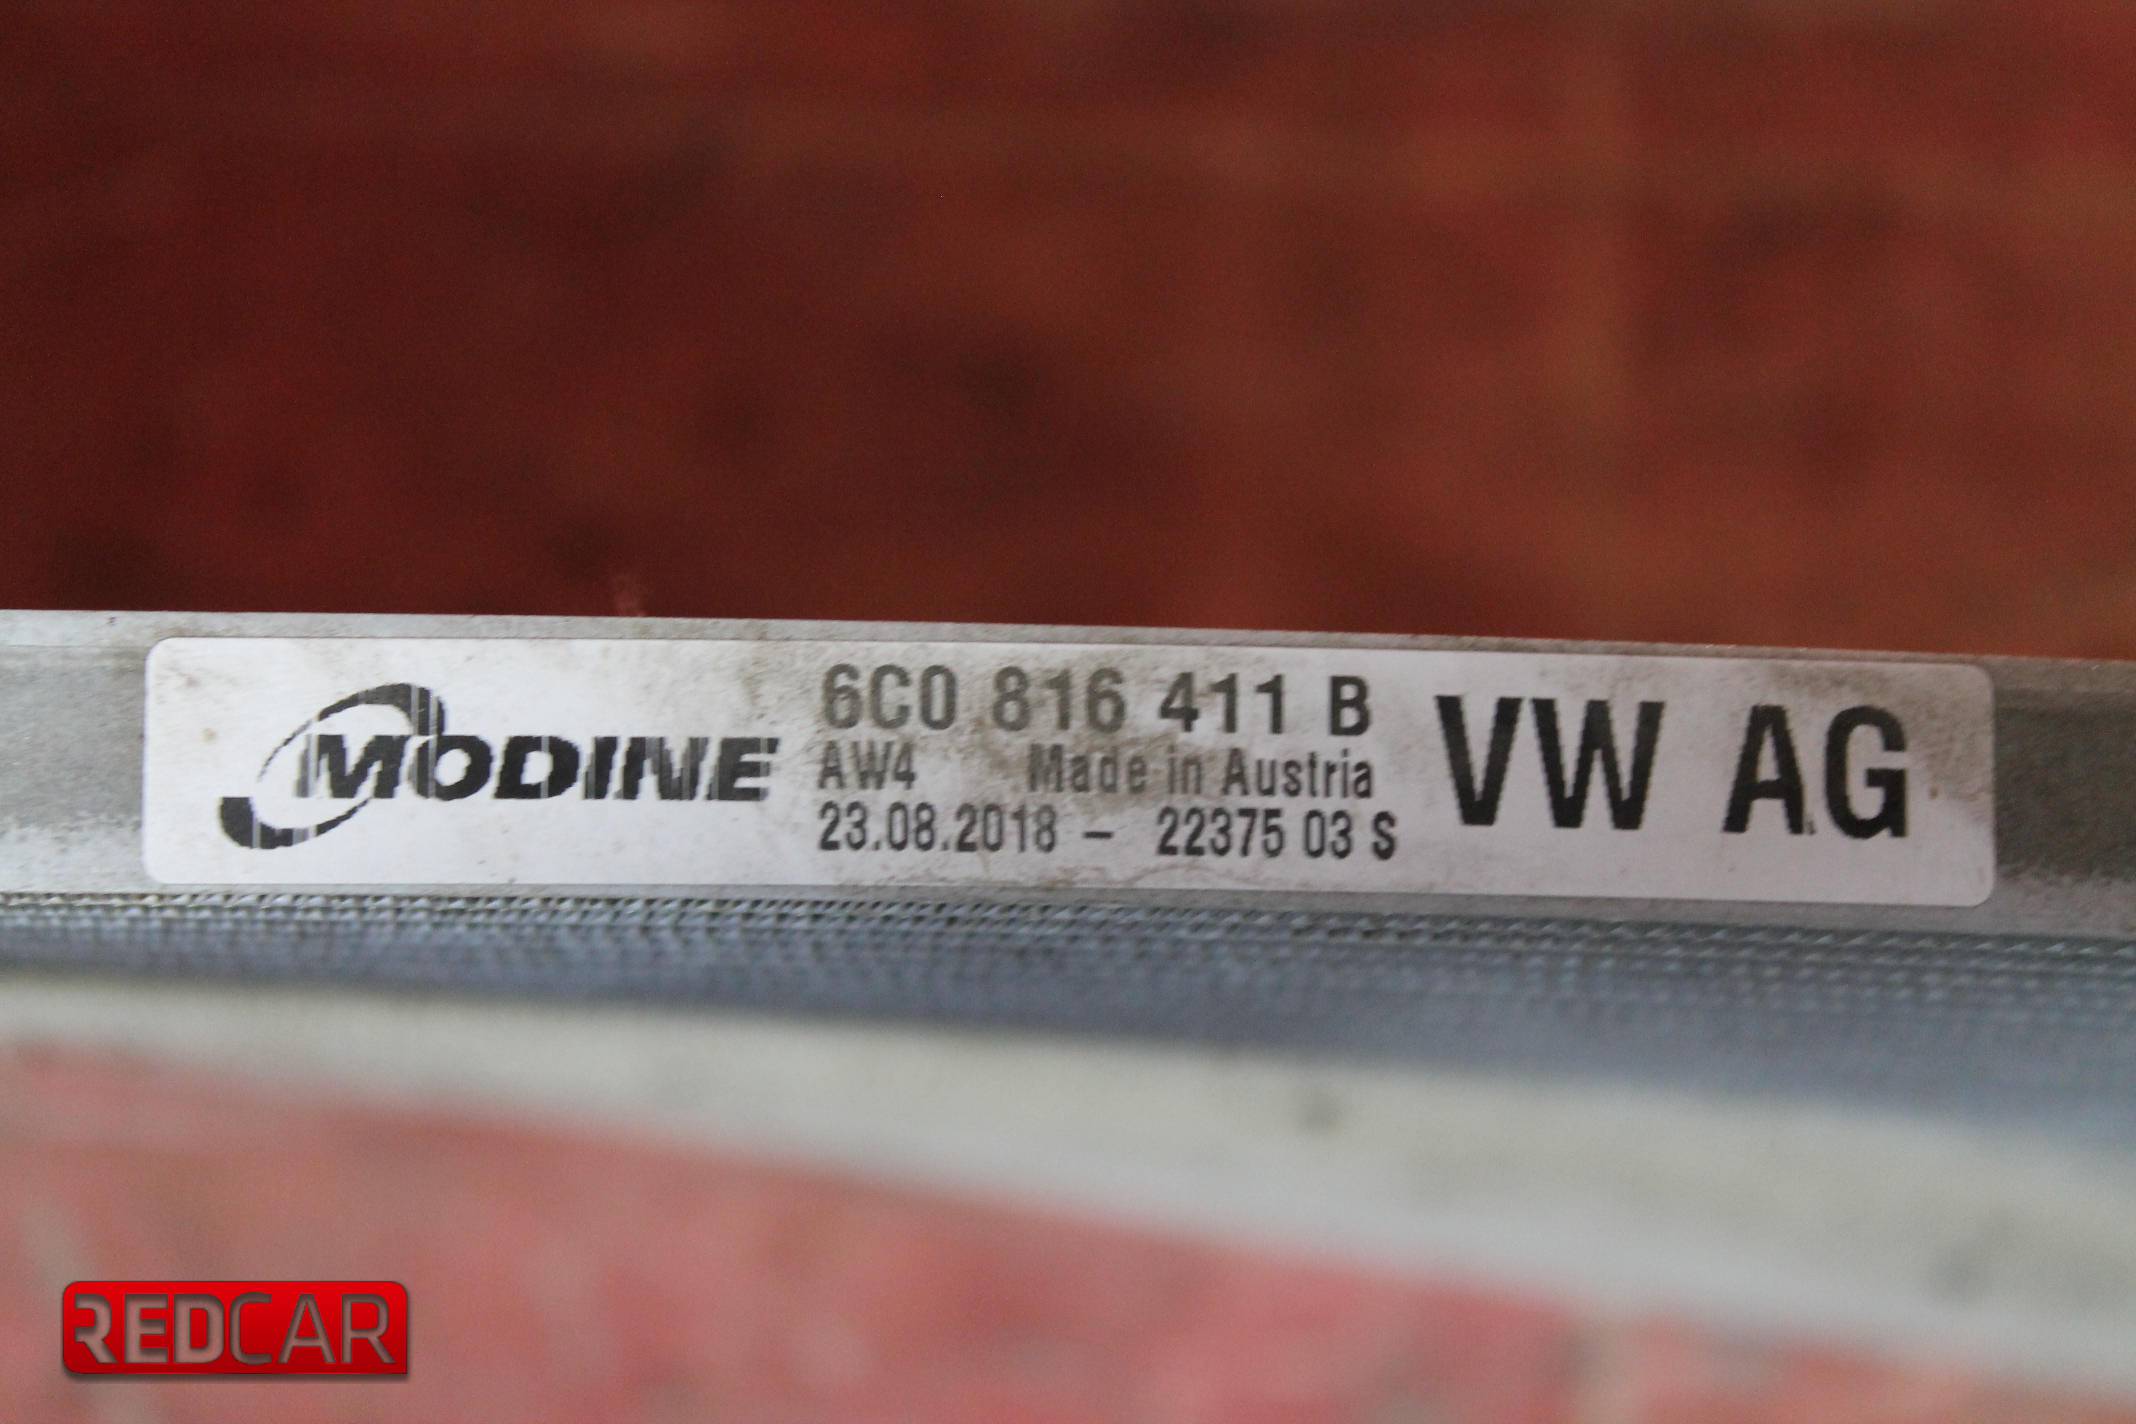 MODINE
6C0 816 411 B
AW4 Made in Austria
23.08.2018 - 22375 03 S
VW AG
REDCAR